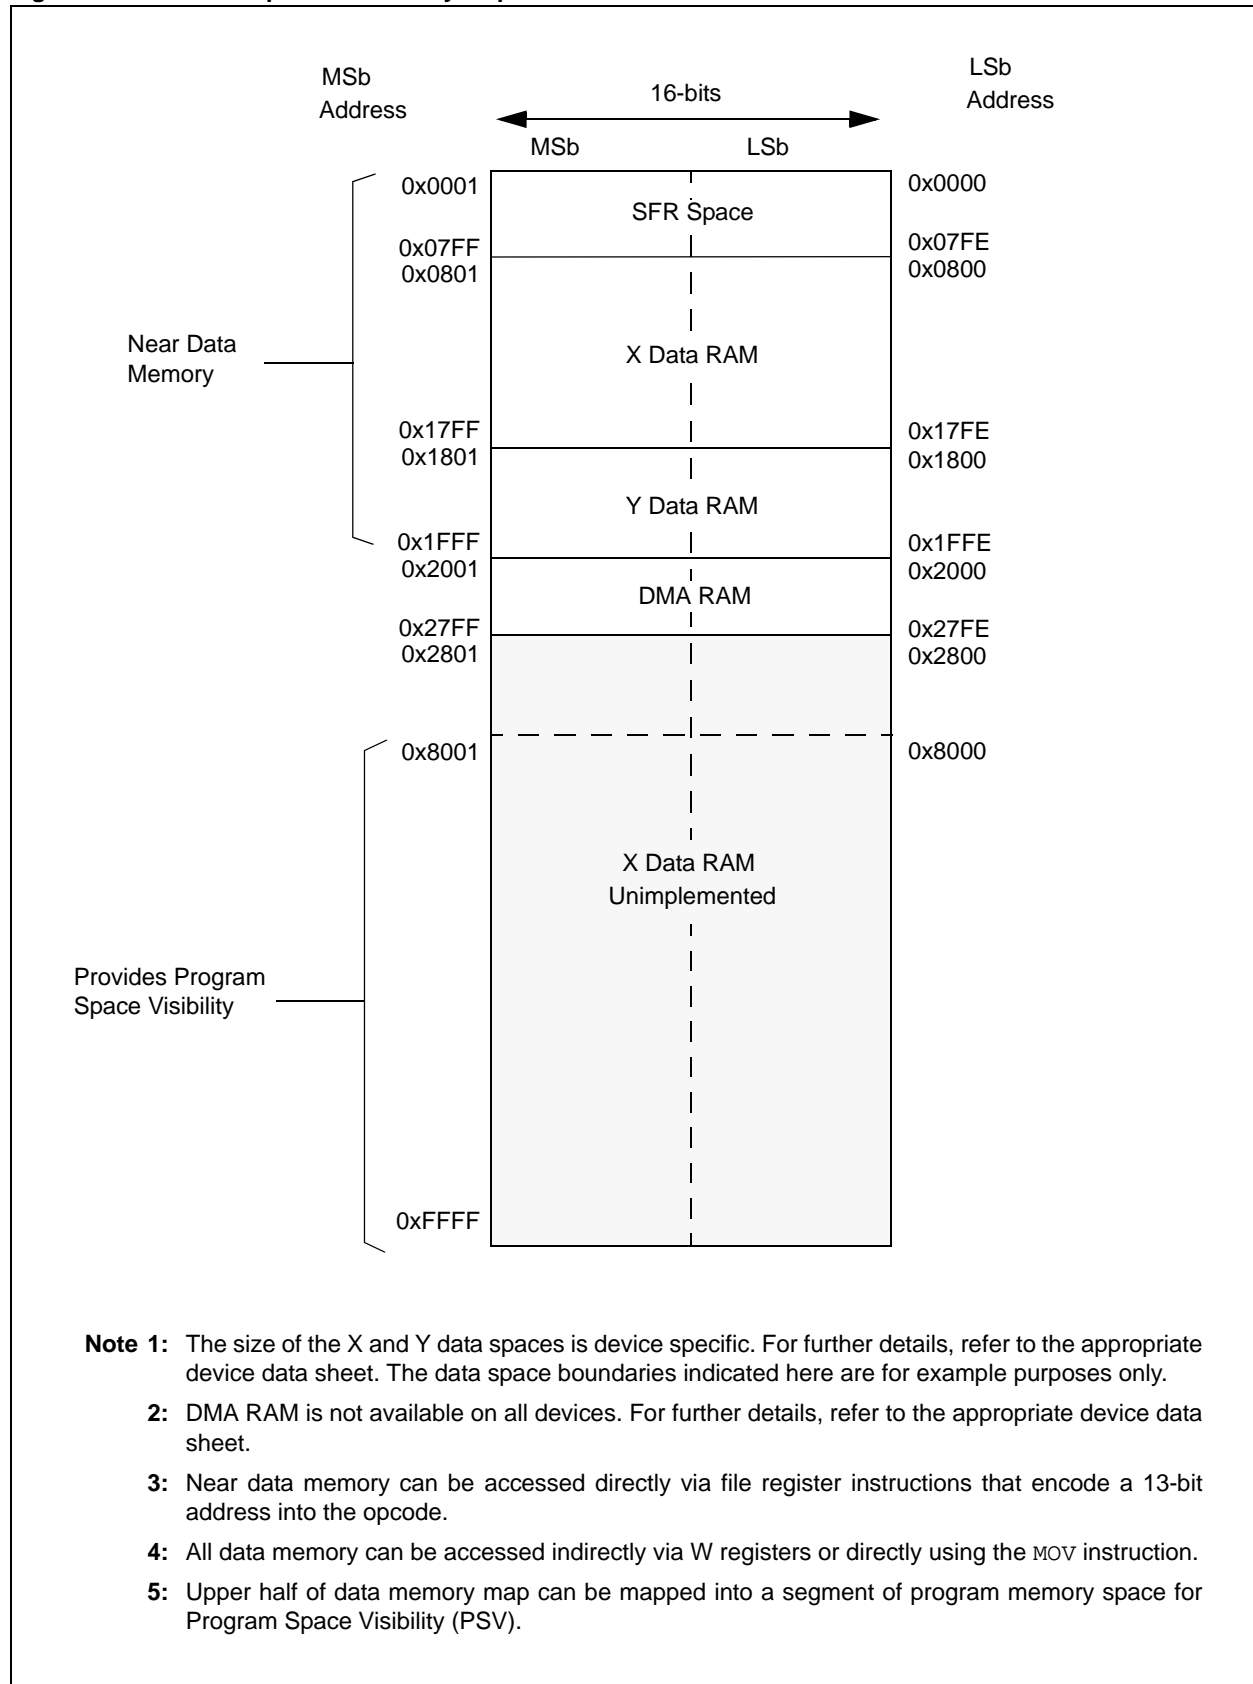 MSb
Address
16-bits
LSb
Address
MSb
LSb
0x0001
0x0000
SFR Space
0x07FF
0x07FE
0x0801
0x0800
Near Data
Memory
X Data RAM
0x17FF
0x17FE
0x1801
0x1800
Y Data RAM
0x1FFF
0x1FFE
0x2001
0x2000
DMA RAM
0x27FF
0x27FE
0x2801
0x2800
0x8001
0x8000
X Data RAM
Unimplemented
Provides Program
Space Visibility
0xFFFF
Note 1: The size of the X and Y data spaces is device specific. For further details, refer to the appropriate
device data sheet. The data space boundaries indicated here are for example purposes only.
2: DMA RAM is not available on all devices. For further details, refer to the appropriate device data
sheet.
3: Near data memory can be accessed directly via file register instructions that encode a 13-bit
address into the opcode.
4: All data memory can be accessed indirectly via W registers or directly using the MOV instruction.
5: Upper half of data memory map can be mapped into a segment of program memory space for
Program Space Visibility (PSV).